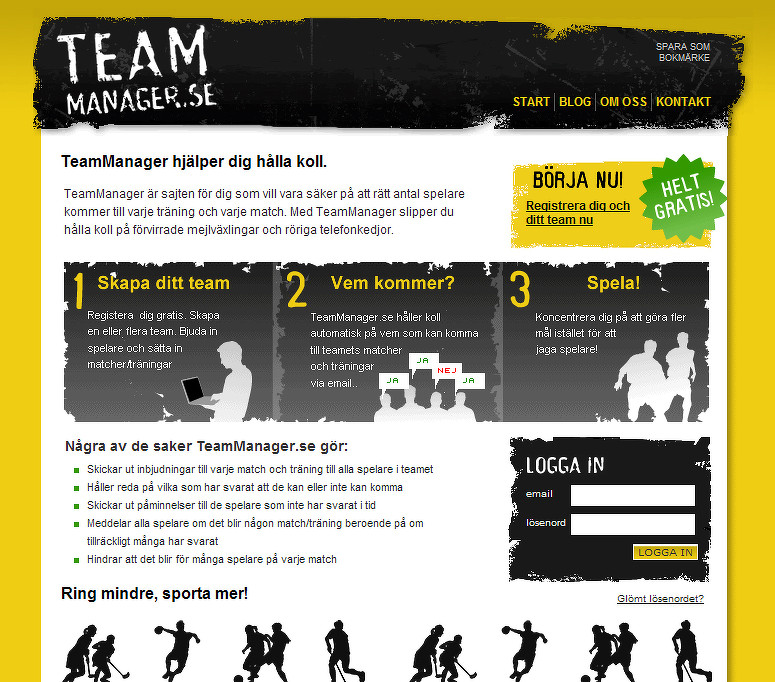 TEAM
MANAGER.SE
SPARA SOM
BOKMÄRKE
START BLOG OM OSS KONTAKT
TeamManager hjälper dig hålla koll.
TeamManager är sajten för dig som vill vara säker på att rätt antal spelare
kommer till varje träning och varje match. Med TeamManager slipper du
hålla koll på förvirrade mejlväxlingar och röriga telefonkedjor.
BÖRJA NU!
Registrera dig och
ditt team nu
HELT
GRATIS!
1 Skapa ditt team
Registera dig gratis. Skapa
en eller flera team. Bjuda in
spelare och sätta in
matcher/träningar
2 Vem kommer?
TeamManager.se håller koll
automatisk på vem som kan komma
till teamets matcher
och träningar
via email..
JA
NEJ
JA
JA
3 Spela!
Koncentrera dig på att göra fler
mål istället för att
jaga spelare!
Några av de saker TeamManager.se gör:
Skickar ut inbjudningar till varje match och träning till alla spelare i teamet
Håller reda på vilka som har svarat att de kan eller inte kan komma
Skickar ut påminnelser till de spelare som inte har svarat i tid
Meddelar alla spelare om det blir någon match/träning beroende på om
tillräckligt många har svarat
Hindrar att det blir för många spelare på varje match
LOGGA IN
email
lösenord
LOGGA IN
Glömt lösenordet?
Ring mindre, sporta mer!